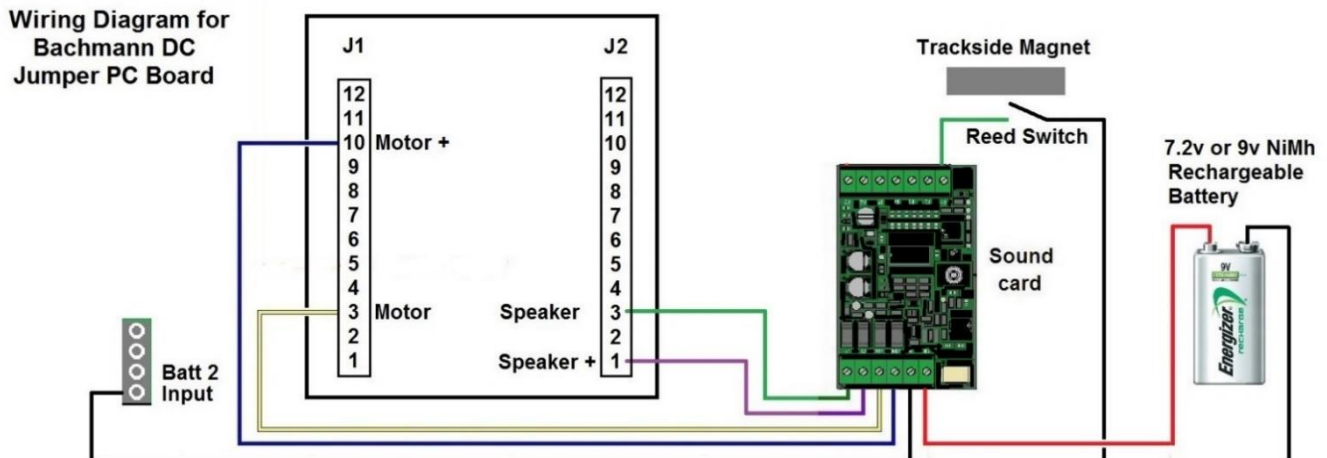 Wiring Diagram for
Bachmann DC
Jumper PC Board
J1
12
11
10 Motor +
9
8
7
6
5
4
3 Motor
2
1
J2
12
11
10
9
8
7
6
5
4
Speaker 3
2
Speaker + 1
Batt 2
Input
Trackside Magnet
Reed Switch
Sound
card
7.2v or 9v NiMh
Rechargeable
Battery
9V
Energizer
RECHARGE